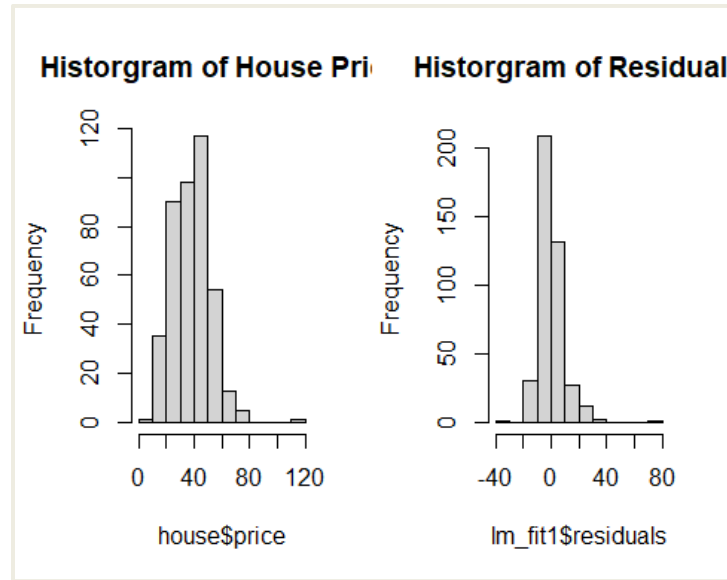 Historgram of House Pri
120
80
60
40
20
0
Frequency
0 40 120
house$price
Historgram of Residual
200
150
100
50
0
Frequency
-40 0 40 80
lm_fit1$residuals